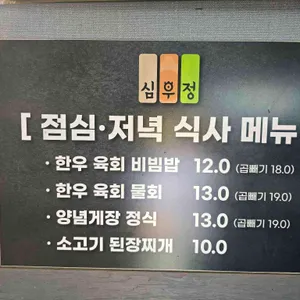 심후정
[ 점심·저녁 식사 메뉴
· 한우 육회 비빔밥 12.0 (곱빼기 18.0)
· 한우 육회 물회 13.0 (곱빼기 19.0)
· 양념게장 정식 13.0 (곱빼기 19.0)
· 소고기 된장찌개 10.0